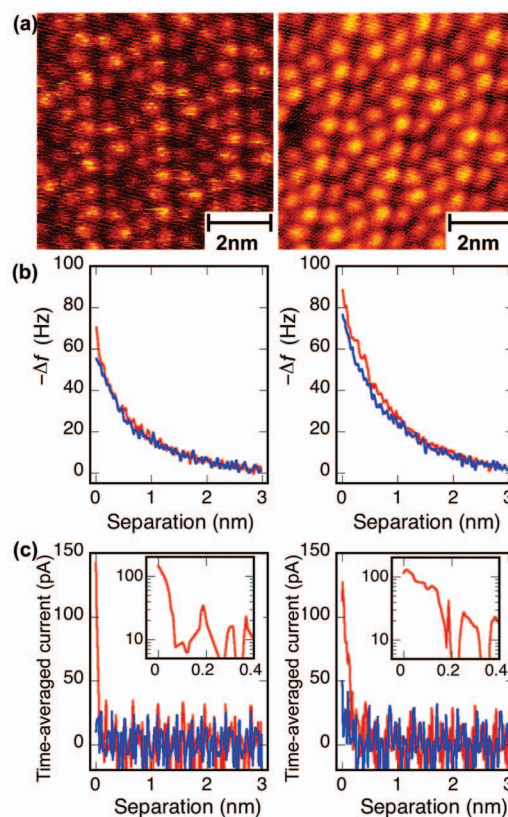 (a)
2nm 2nm
(b)
100 100
80 80
60 60
40 40
20 20
0 0
−Δf (Hz) −Δf (Hz)
0 1 2 3 0 1 2 3
Separation (nm) Separation (nm)
(c)
150 150
100 100
50 50
0 0
Time-averaged current (pA) Time-averaged current (pA)
100 100
10 10
0 0.2 0.4 0 0.2 0.4
0 1 2 3 0 1 2 3
Separation (nm) Separation (nm)